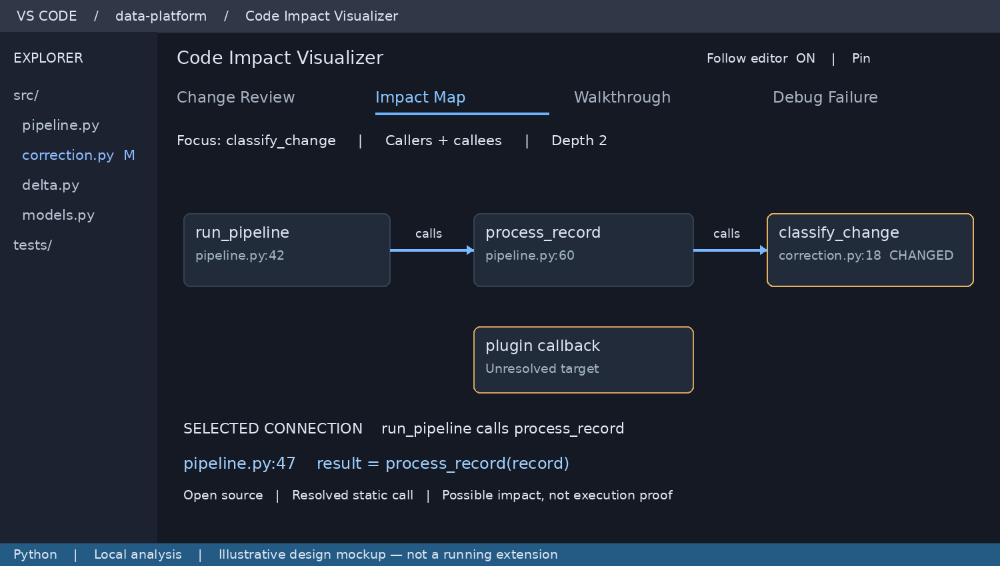 VS CODE / data-platform / Code Impact Visualizer
EXPLORER
src/
pipeline.py
correction.py M
delta.py
models.py
tests/
Code Impact Visualizer
Follow editor ON | Pin
Change Review Impact Map Walkthrough Debug Failure
Focus: classify_change | Callers + callees | Depth 2
run_pipeline
pipeline.py:42
calls
process_record
pipeline.py:60
calls
classify_change
correction.py:18 CHANGED
plugin callback
Unresolved target
SELECTED CONNECTION run_pipeline calls process_record
pipeline.py:47 result = process_record(record)
Open source | Resolved static call | Possible impact, not execution proof
Python | Local analysis | Illustrative design mockup — not a running extension